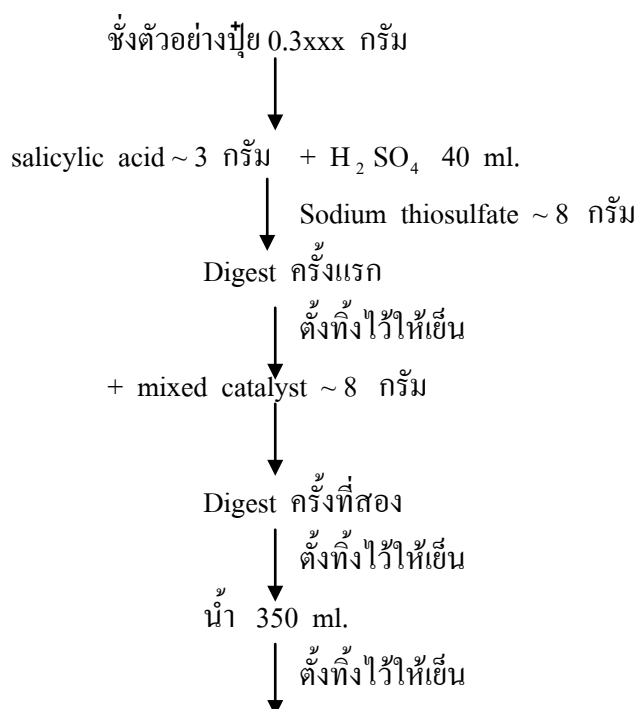 ชั่งตัวอย่างปุ๋ย 0.3xxx กรัม
salicylic acid ~ 3 กรัม + H₂SO₄ 40 ml.
Sodium thiosulfate ~ 8 กรัม
Digest ครั้งแรก
ตั้งทิ้งไว้ให้เย็น
+ mixed catalyst ~ 8 กรัม
Digest ครั้งที่สอง
ตั้งทิ้งไว้ให้เย็น
น้ำ 350 ml.
ตั้งทิ้งไว้ให้เย็น